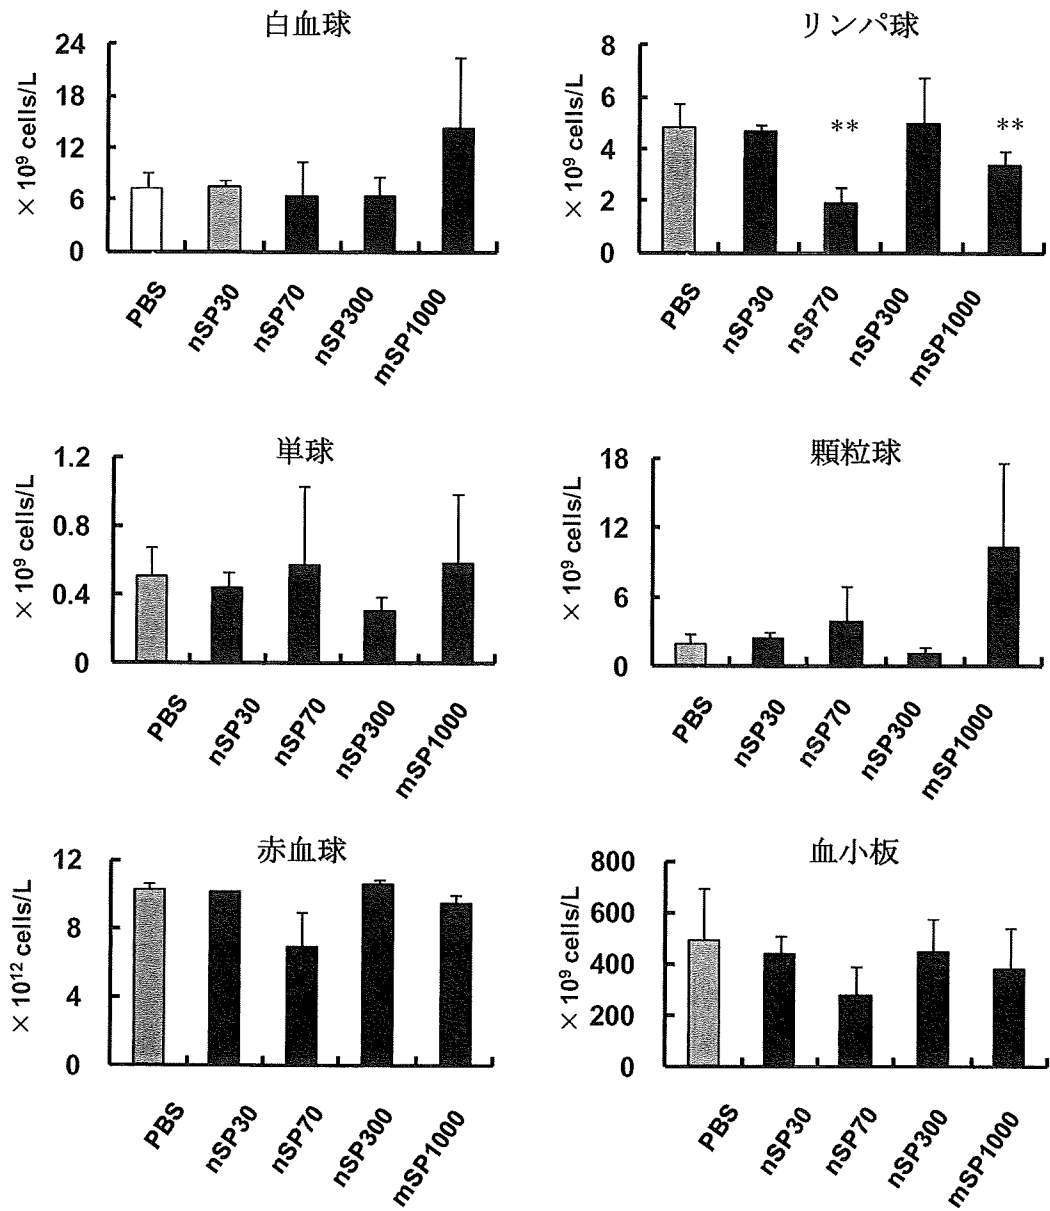 白血球
× 10⁹ cells/L
24
18
12
6
0
PBS
nSP30
nSP70
nSP300
mSP1000
リンパ球
× 10⁹ cells/L
8
6
4
2
0
**
**
PBS
nSP30
nSP70
nSP300
mSP1000
単球
× 10⁹ cells/L
1.2
0.8
0.4
0
PBS
nSP30
nSP70
nSP300
mSP1000
顆粒球
× 10⁹ cells/L
18
12
6
0
PBS
nSP30
nSP70
nSP300
mSP1000
赤血球
× 10¹² cells/L
12
8
4
0
PBS
nSP30
nSP70
nSP300
mSP1000
血小板
× 10⁹ cells/L
800
600
400
200
0
PBS
nSP30
nSP70
nSP300
mSP1000